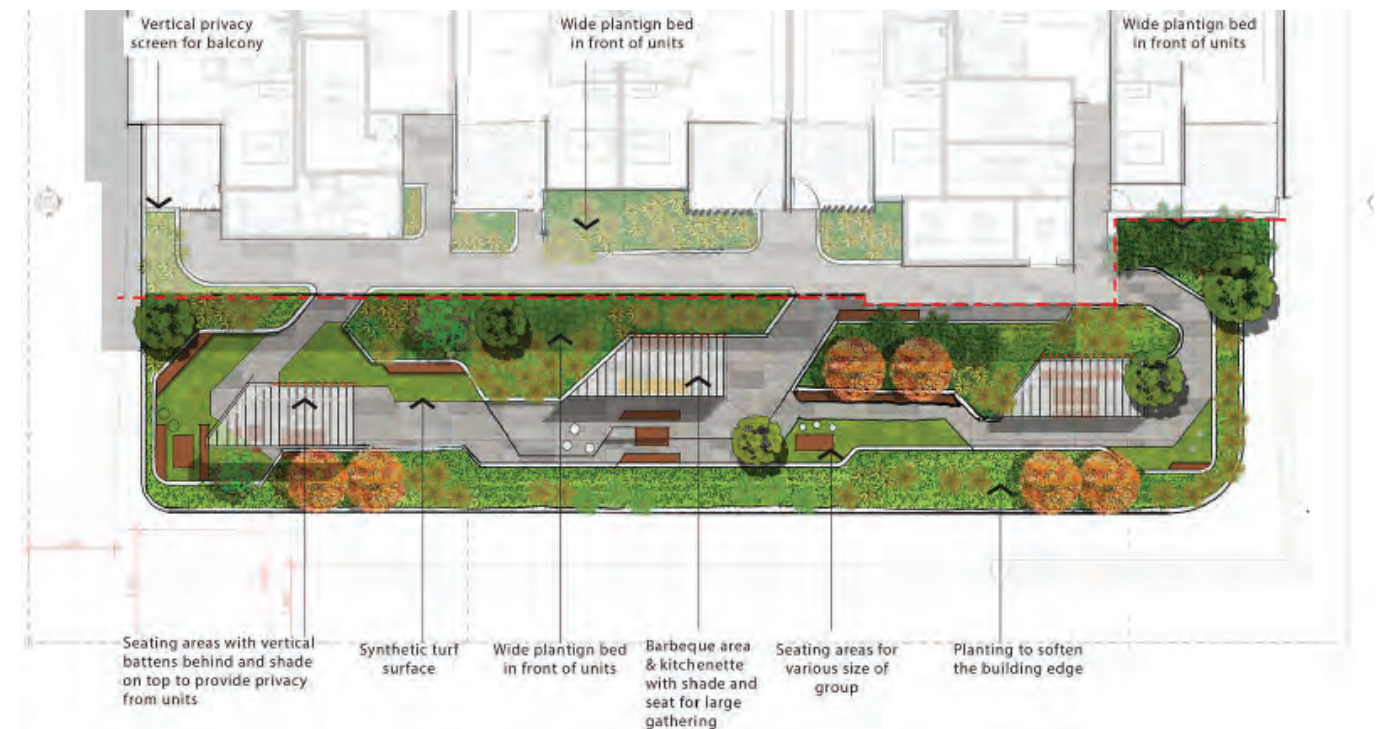 Vertical privacy
screen for balcony
Wide plantign bed
in front of units
Wide plantign bed
in front of units
Seating areas with vertical
battens behind and shade
on top to provide privacy
from units
Synthetic turf
surface
Wide plantign bed
in front of units
Barbeque area
& kitchenette
with shade and
seat for large
gathering
Seating areas for
various size of
group
Planting to soften
the building edge